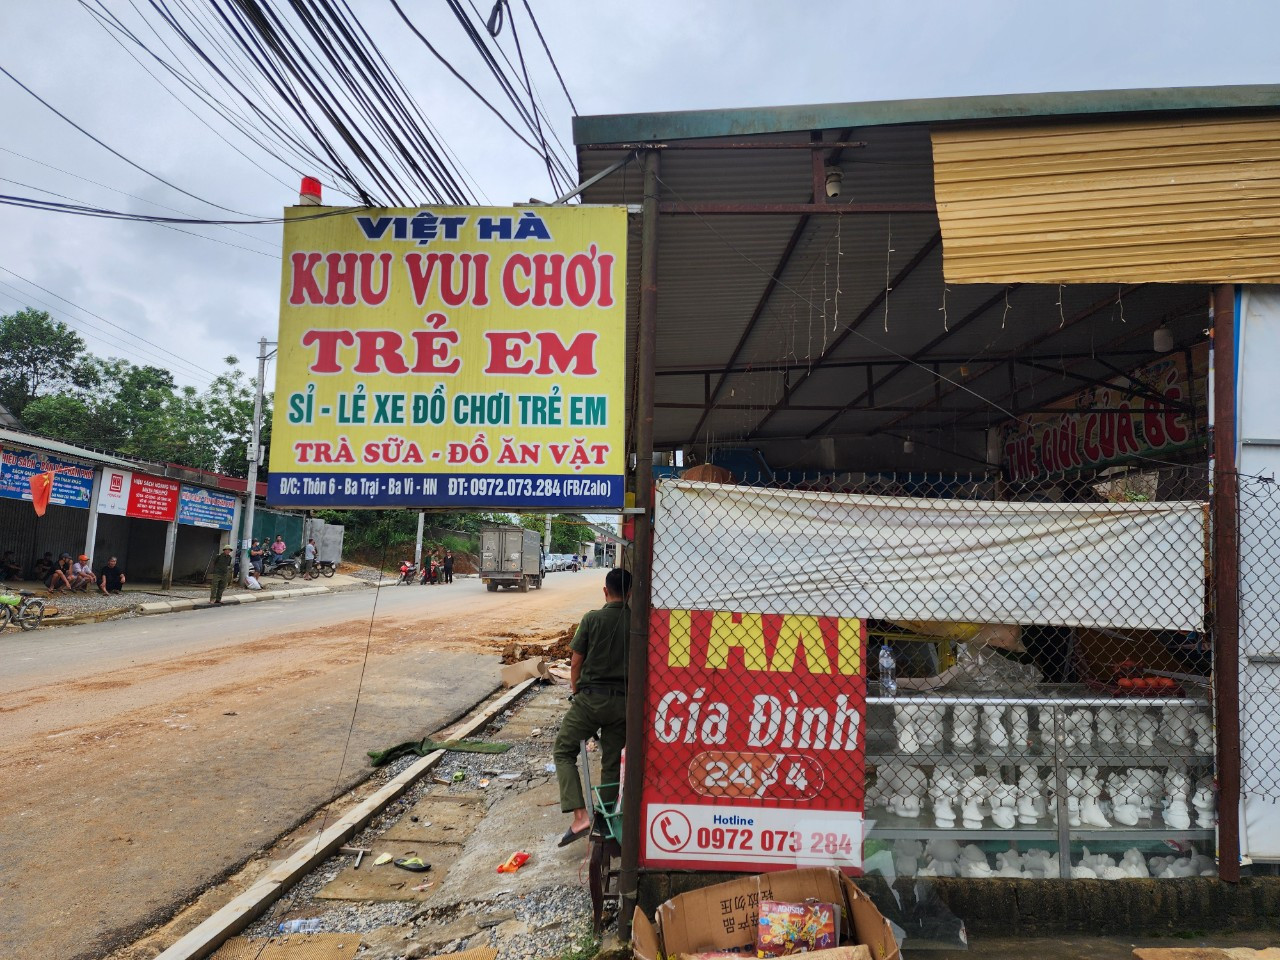 VIỆT HÀ
KHU VUI CHƠI
TRẺ EM
SỈ - LẺ XE ĐỒ CHƠI TRẺ EM
TRÀ SỮA - ĐỒ ĂN VẶT
Đ/C: Thôn 6 - Ba Trại - Ba Vì - HN ĐT: 0972.073.284 (FB/Zalo)
THẾ GIỚI CỦA BÉ
TAXI
Gia Đình
24/4
Hotline
0972 073 284